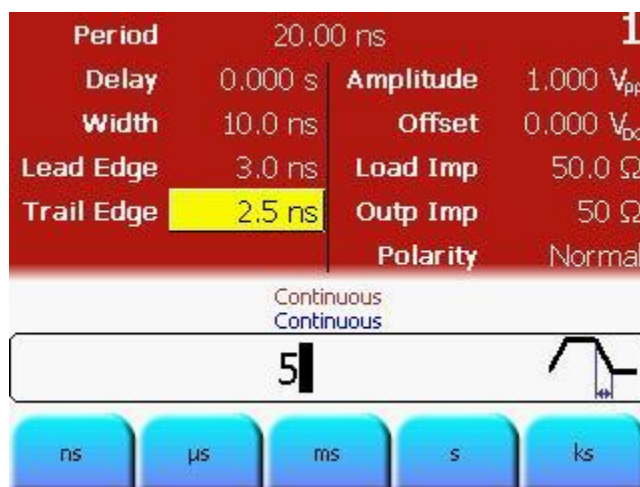 Period 20.00 ns 1
Delay 0.000 s Amplitude 1.000 Vpp
Width 10.0 ns Offset 0.000 VDC
Lead Edge 3.0 ns Load Imp 50.0 Ω
Trail Edge 2.5 ns Outp Imp 50 Ω
Polarity Normal
Continuous
Continuous
5
ns µs ms s ks